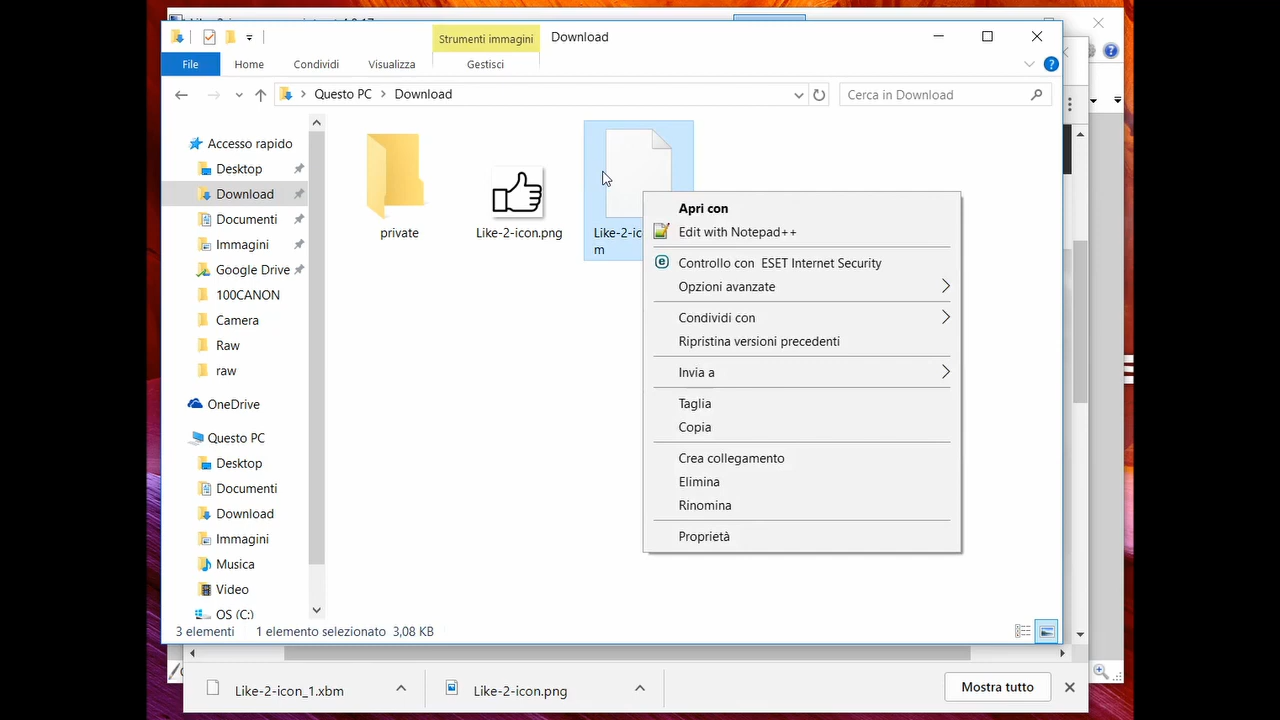 Strumenti immagini
Download
File
Home
Condividi
Visualizza
Gestisci
Questo PC
Download
Cerca in Download
Accesso rapido
Desktop
Download
Documenti
Immagini
Google Drive
100CANON
Camera
Raw
raw
OneDrive
Questo PC
Desktop
Documenti
Download
Immagini
Musica
Video
OS (C:)
private
Like-2-icon.png
Like-2-ic
m
Apri con
Edit with Notepad++
Controllo con ESET Internet Security
Opzioni avanzate
Condividi con
Ripristina versioni precedenti
Invia a
Taglia
Copia
Crea collegamento
Elimina
Rinomina
Proprietà
3 elementi
1 elemento selezionato 3,08 KB
Like-2-icon_1.xbm
Like-2-icon.png
Mostra tutto